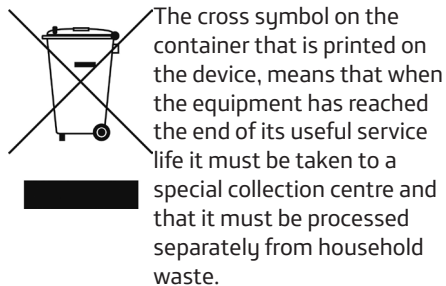 The cross symbol on the
container that is printed on
the device, means that when
the equipment has reached
the end of its useful service
life it must be taken to a
special collection centre and
that it must be processed
separately from household
waste.